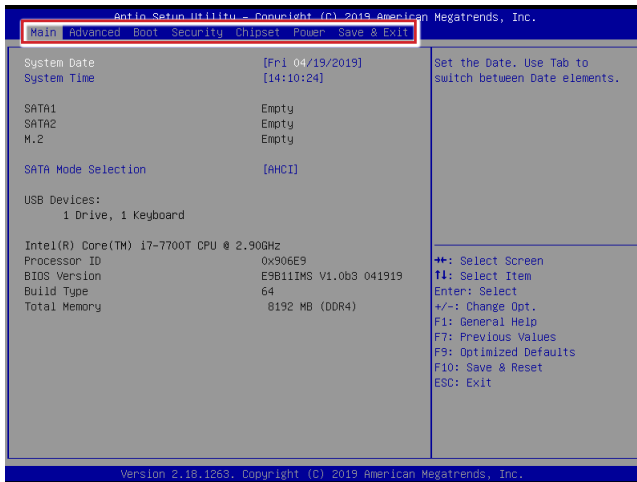 Aptio Setup Utility – Copyright (C) 2019 American Megatrends, Inc.
Main Advanced Boot Security Chipset Power Save & Exit
System Date [Fri 04/19/2019]
System Time [14:10:24]
SATA1 Empty
SATA2 Empty
M.2 Empty
SATA Mode Selection [AHCI]
USB Devices:
1 Drive, 1 Keyboard
Intel(R) Core(TM) i7-7700T CPU @ 2.90GHz
Processor ID 0x906E9
BIOS Version E9B11IMS V1.0b3 041919
Build Type 64
Total Memory 8192 MB (DDR4)
Set the Date. Use Tab to
switch between Date elements.
→←: Select Screen
↑↓: Select Item
Enter: Select
+/-: Change Opt.
F1: General Help
F7: Previous Values
F9: Optimized Defaults
F10: Save & Reset
ESC: Exit
Version 2.18.1263. Copyright (C) 2019 American Megatrends, Inc.